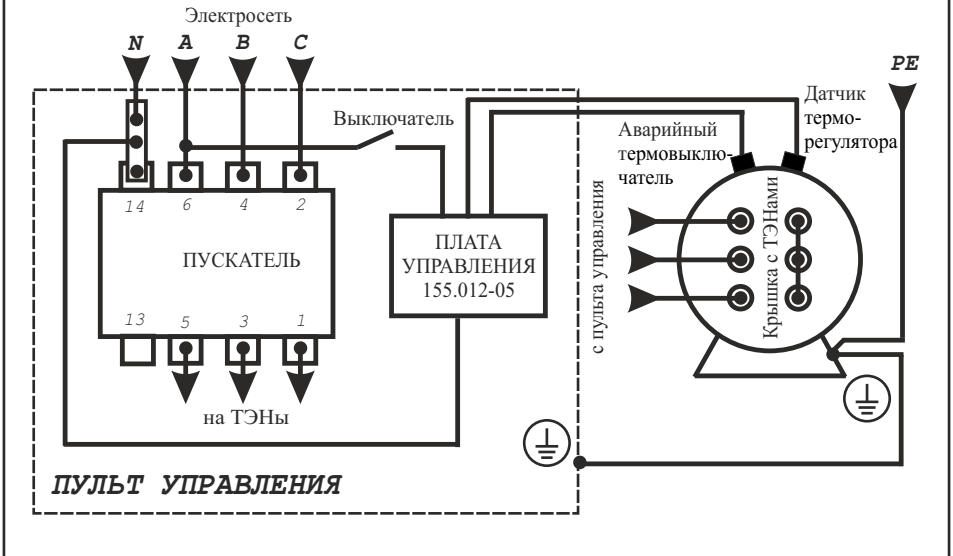 Электросеть
N A B C
PE
Выключатель
Аварийный
термовыклю-
чатель
Датчик
термо-
регулятора
14 6 4 2
ПУСКАТЕЛЬ
13 5 3 1
на ТЭНы
ПЛАТА
УПРАВЛЕНИЯ
155.012-05
с пульта управления
Крышка с ТЭНами
ПУЛЬТ УПРАВЛЕНИЯ